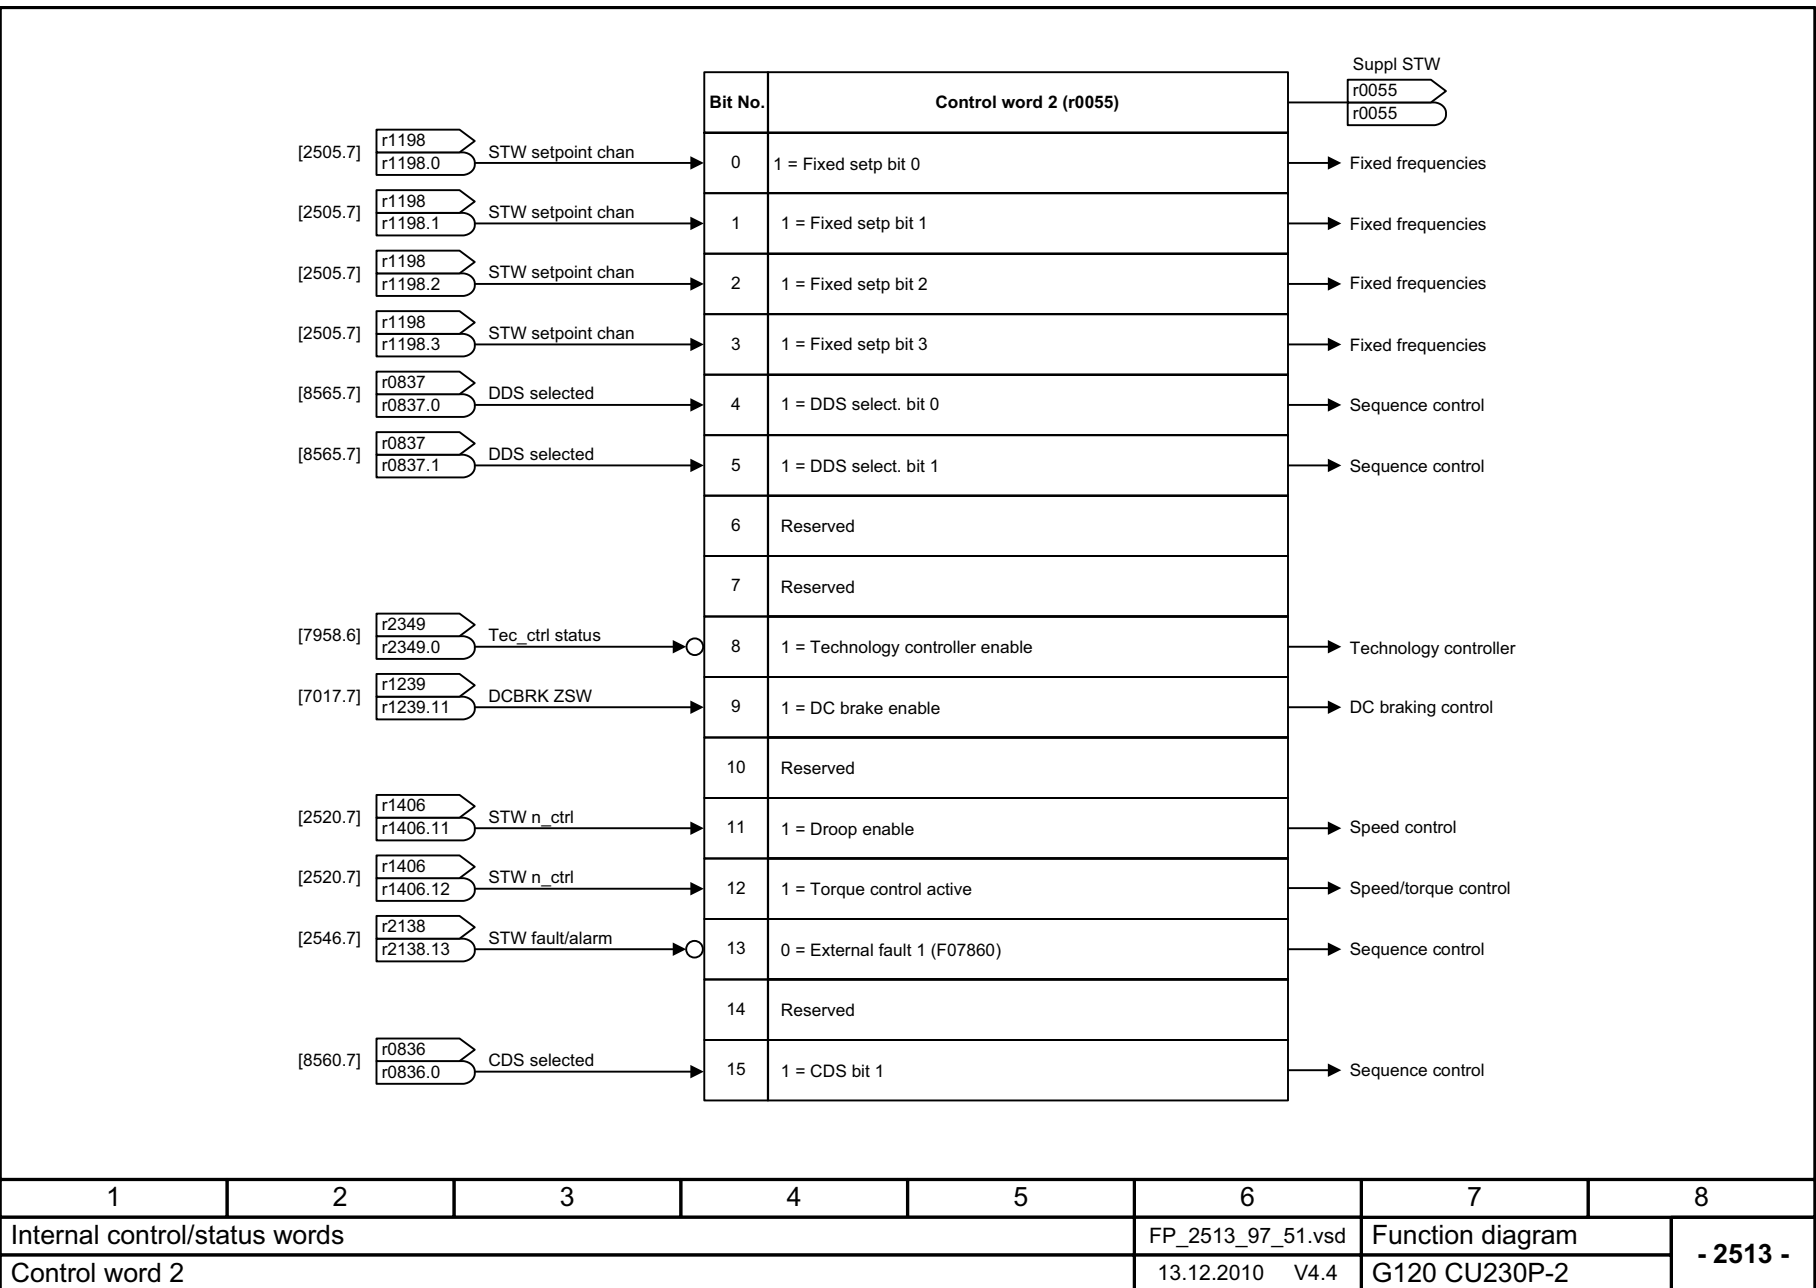 Suppl STW
r0055
r0055
Bit No. Control word 2 (r0055)
[2505.7] r1198 r1198.0 STW setpoint chan 0 1 = Fixed setp bit 0 Fixed frequencies
[2505.7] r1198 r1198.1 STW setpoint chan 1 1 = Fixed setp bit 1 Fixed frequencies
[2505.7] r1198 r1198.2 STW setpoint chan 2 1 = Fixed setp bit 2 Fixed frequencies
[2505.7] r1198 r1198.3 STW setpoint chan 3 1 = Fixed setp bit 3 Fixed frequencies
[8565.7] r0837 r0837.0 DDS selected 4 1 = DDS select. bit 0 Sequence control
[8565.7] r0837 r0837.1 DDS selected 5 1 = DDS select. bit 1 Sequence control
6 Reserved
7 Reserved
[7958.6] r2349 r2349.0 Tec_ctrl status 8 1 = Technology controller enable Technology controller
[7017.7] r1239 r1239.11 DCBRK ZSW 9 1 = DC brake enable DC braking control
10 Reserved
[2520.7] r1406 r1406.11 STW n_ctrl 11 1 = Droop enable Speed control
[2520.7] r1406 r1406.12 STW n_ctrl 12 1 = Torque control active Speed/torque control
[2546.7] r2138 r2138.13 STW fault/alarm 13 0 = External fault 1 (F07860) Sequence control
14 Reserved
[8560.7] r0836 r0836.0 CDS selected 15 1 = CDS bit 1 Sequence control
1 2 3 4 5 6 7 8
Internal control/status words FP_2513_97_51.vsd Function diagram - 2513 -
Control word 2 13.12.2010 V4.4 G120 CU230P-2